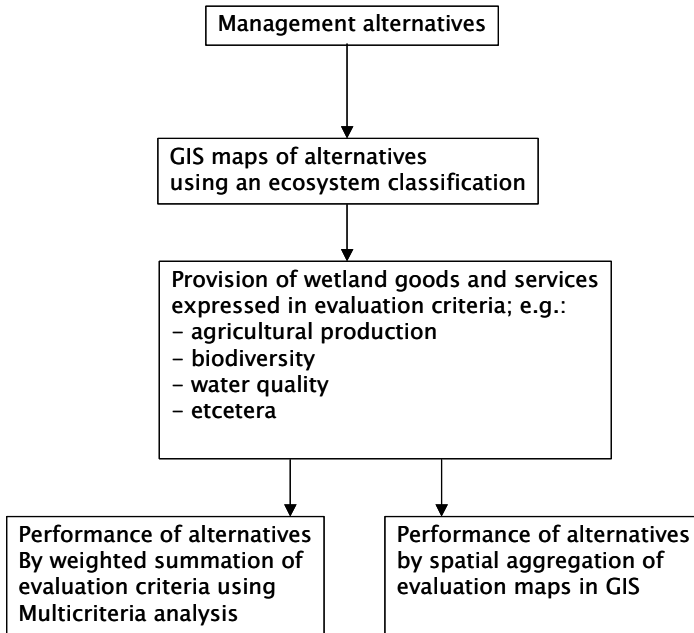 Management alternatives
GIS maps of alternatives
using an ecosystem classification
Provision of wetland goods and services
expressed in evaluation criteria; e.g.:
– agricultural production
– biodiversity
– water quality
– etcetera
Performance of alternatives
By weighted summation of
evaluation criteria using
Multicriteria analysis
Performance of alternatives
by spatial aggregation of
evaluation maps in GIS